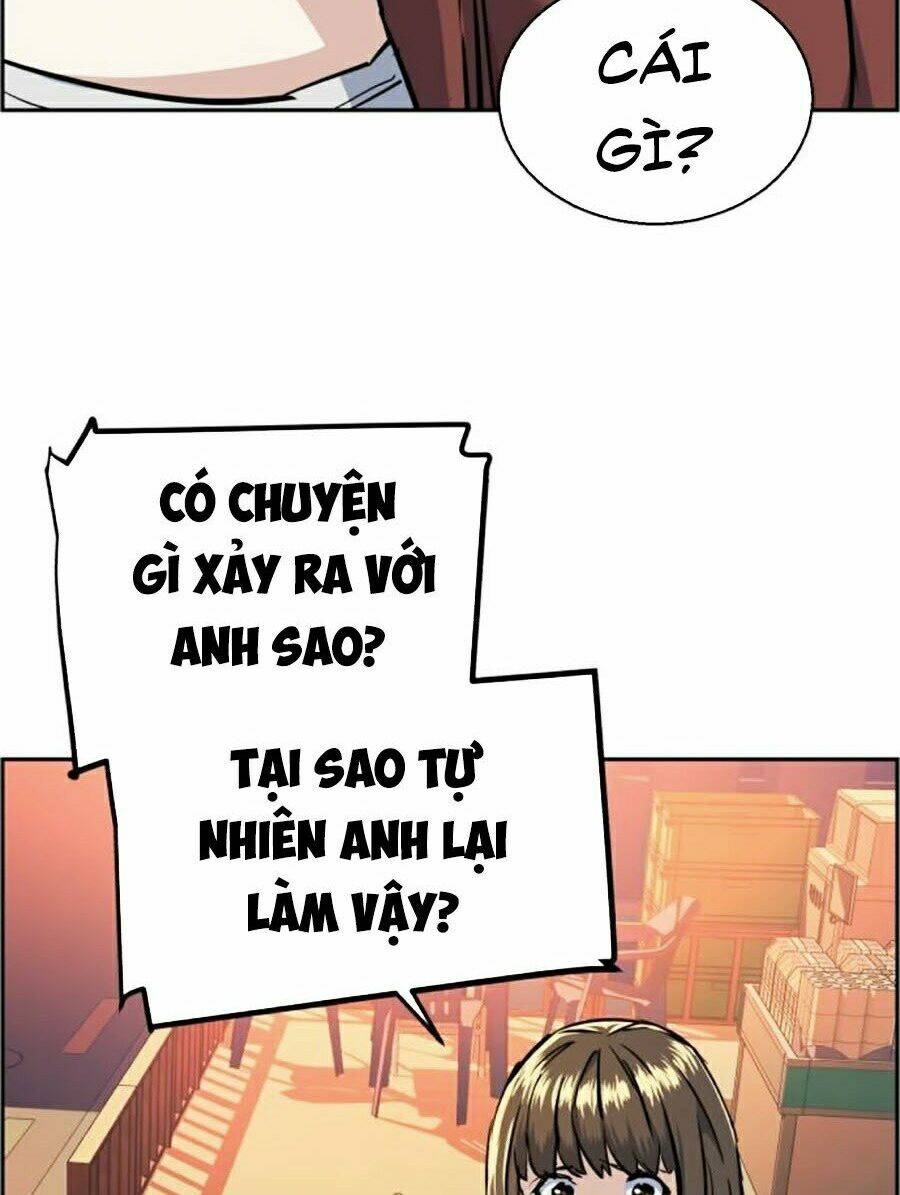 CÁI
GÌ?
CÓ CHUYỆN
GÌ XẢY RA VỚI
ANH SAO?
TẠI SAO TỰ
NHIÊN ANH LẠI
LÀM VẬY?